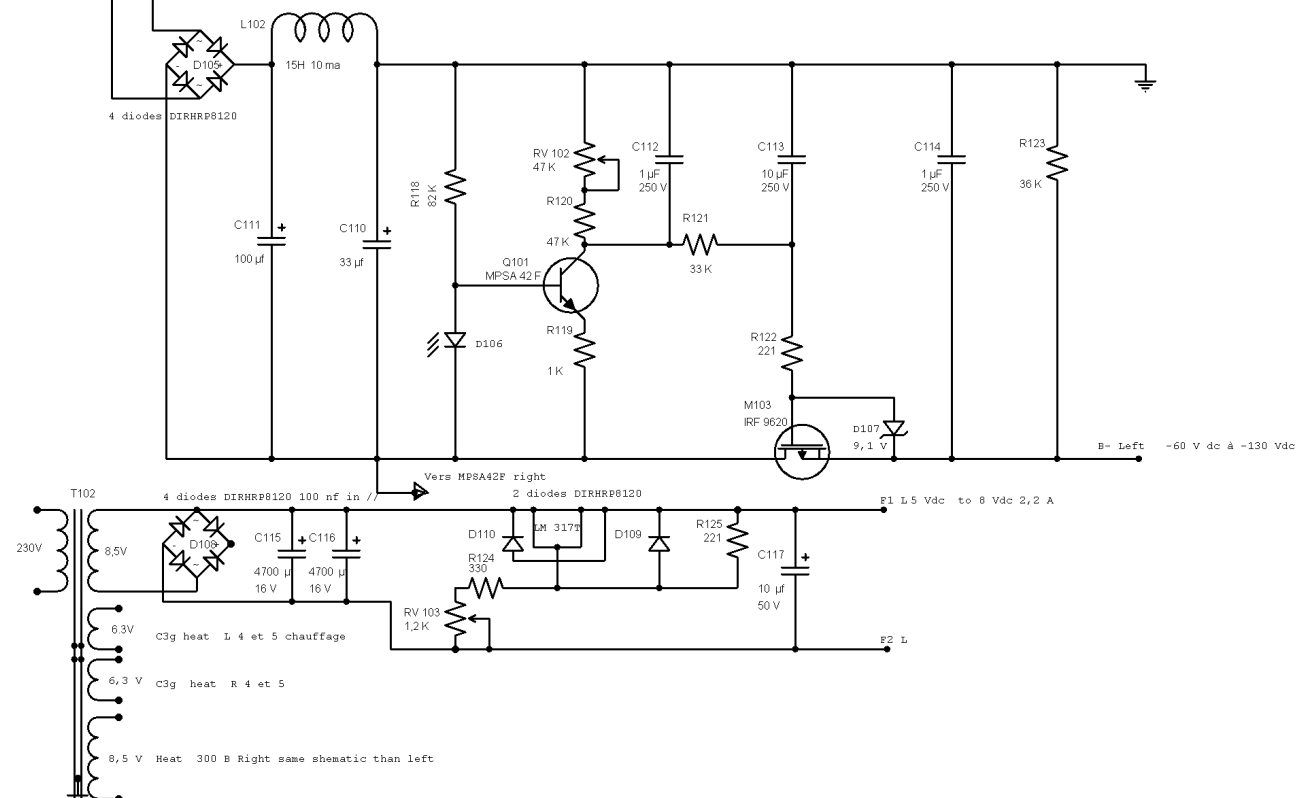 L102
15H 10 ma
~
- D105 +
~
4 diodes DIRHRP8120
C111
100 µf
+
C110
33 µf
+
R118
82 K
D106
RV 102
47 K
R120
47 K
Q101
MPSA 42 F
R119
1 K
C112
1 µF
250 V
R121
33 K
C113
10 µF
250 V
R122
221
M103
IRF 9620
D107
9,1 V
C114
1 µF
250 V
R123
36 K
B- Left -60 V dc à -130 Vdc
Vers MPSA42F right
T102
230V
8,5V
4 diodes DIRHRP8120 100 nf in //
~
- D108 +
~
C115
4700 µ
16 V
+
C116
4700 µ
16 V
+
2 diodes DIRHRP8120
D110
LM 317T
D109
R124
330
RV 103
1,2 K
R125
221
C117
10 µf
50 V
+
F1 L 5 Vdc to 8 Vdc 2,2 A
F2 L
6.3V
C3g heat L 4 et 5 chauffage
6,3 V
C3g heat R 4 et 5
8,5 V Heat 300 B Right same shematic than left